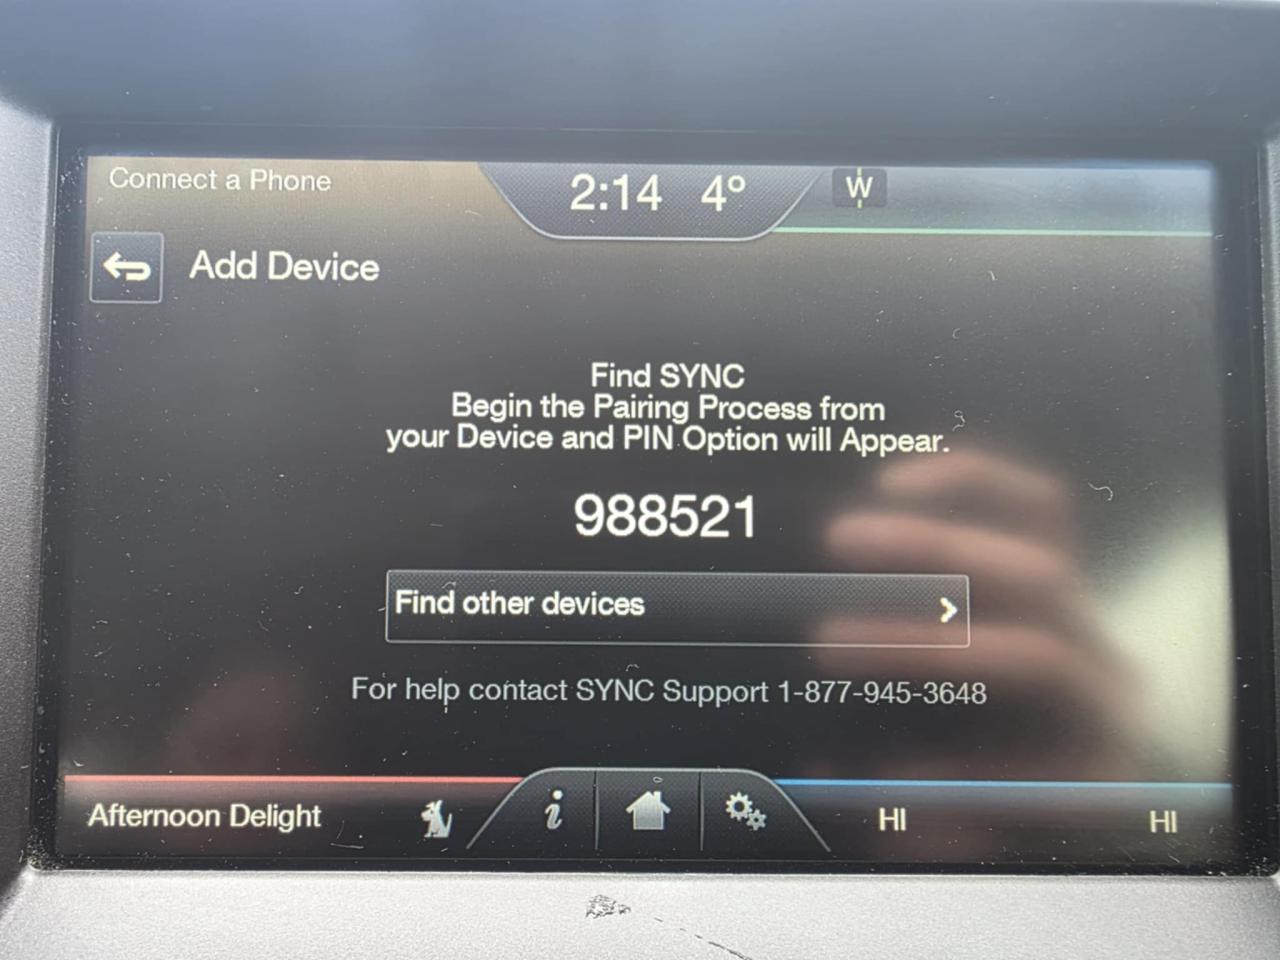 Connect a Phone
2:14 4°
W
Add Device
Find SYNC
Begin the Pairing Process from
your Device and PIN Option will Appear.
988521
Find other devices
For help contact SYNC Support 1-877-945-3648
Afternoon Delight
i
HI
HI